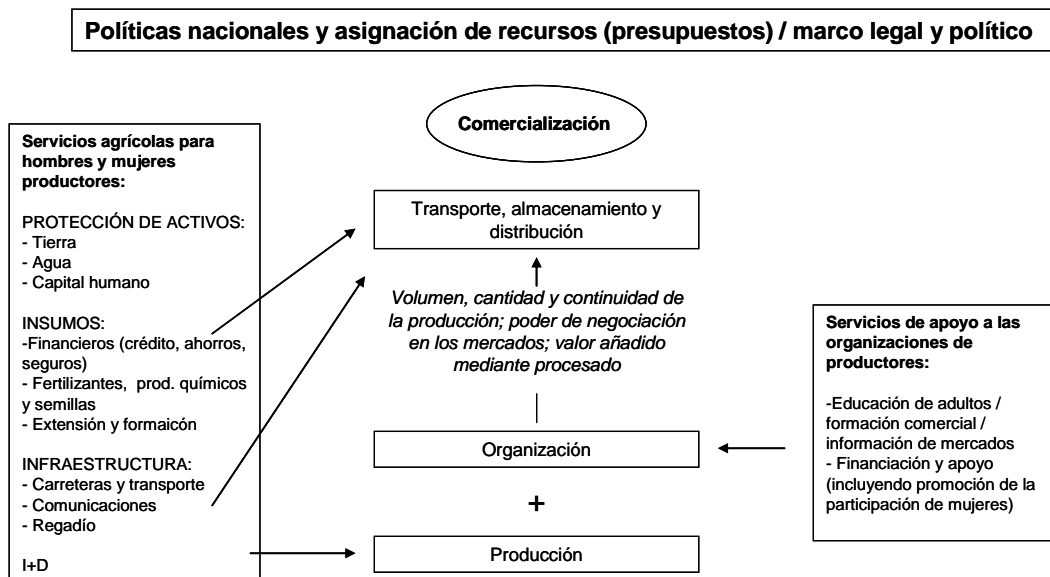 Políticas nacionales y asignación de recursos (presupuestos) / marco legal y político
Comercialización
Servicios agrícolas para
hombres y mujeres
productores:
PROTECCIÓN DE ACTIVOS:
- Tierra
- Agua
- Capital humano
INSUMOS:
-Financieros (crédito, ahorros,
seguros)
- Fertilizantes, prod. químicos
y semillas
- Extensión y formaicón
INFRAESTRUCTURA:
- Carreteras y transporte
- Comunicaciones
- Regadío
I+D
Transporte, almacenamiento y
distribución
Volumen, cantidad y continuidad de
la producción; poder de negociación
en los mercados; valor añadido
mediante procesado
Organización
+
Producción
Servicios de apoyo a las
organizaciones de
productores:
-Educación de adultos /
formación comercial /
información de mercados
- Financiación y apoyo
(incluyendo promoción de la
participación de mujeres)